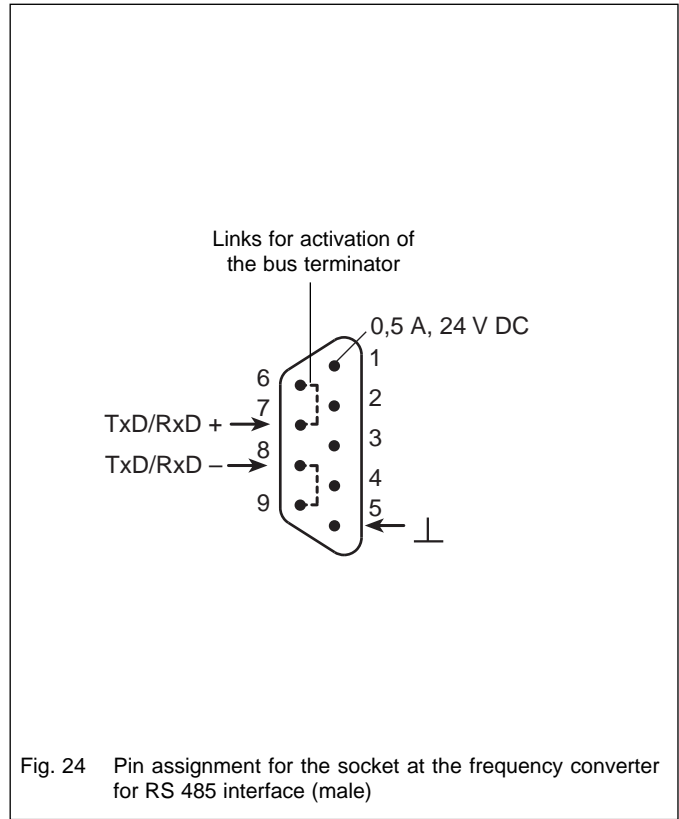 Links for activation of
the bus terminator
0,5 A, 24 V DC
1
6
2
7
TxD/RxD +
3
8
TxD/RxD –
4
9
5
Fig. 24 Pin assignment for the socket at the frequency converter
for RS 485 interface (male)